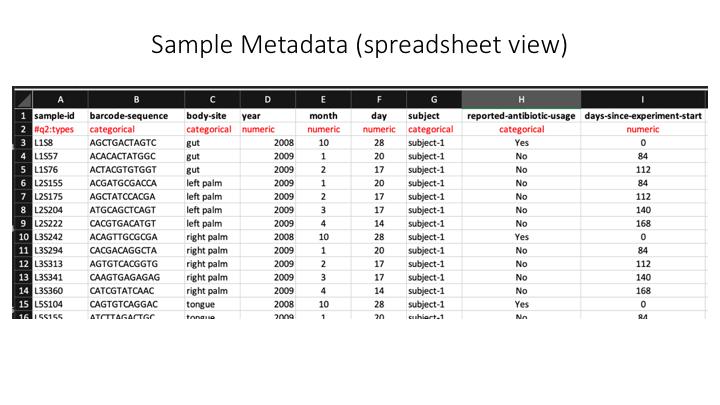 Sample Metadata (spreadsheet view)
A B C D E F G H I
1 sample-id barcode-sequence body-site year month day subject reported-antibiotic-usage days-since-experiment-start
2 #q2:types categorical categorical numeric numeric numeric categorical categorical numeric
3 L1S8 AGCTGACTAGTC gut 2008 10 28 subject-1 Yes 0
4 L1S57 ACACACTATGGC gut 2009 1 20 subject-1 No 84
5 L1S76 ACTACGTGTGGT gut 2009 2 17 subject-1 No 112
6 L2S155 ACGATGCGACCA left palm 2009 1 20 subject-1 No 84
7 L2S175 AGCTATCCACGA left palm 2009 2 17 subject-1 No 112
8 L2S204 ATGCAGCTCAGT left palm 2009 3 17 subject-1 No 140
9 L2S222 CACGTGACATGT left palm 2009 4 14 subject-1 No 168
10 L3S242 ACAGTTGCGCGA right palm 2008 10 28 subject-1 Yes 0
11 L3S294 CACGACAGGCTA right palm 2009 1 20 subject-1 No 84
12 L3S313 AGTGTCACGGTG right palm 2009 2 17 subject-1 No 112
13 L3S341 CAAGTGAGAGAG right palm 2009 3 17 subject-1 No 140
14 L3S360 CATCGTATCAAC right palm 2009 4 14 subject-1 No 168
15 L5S104 CAGTGTCAGGAC tongue 2008 10 28 subject-1 Yes 0
16 L5S155 ATCTTAGACTGC tongue 2009 1 20 subject-1 No 84